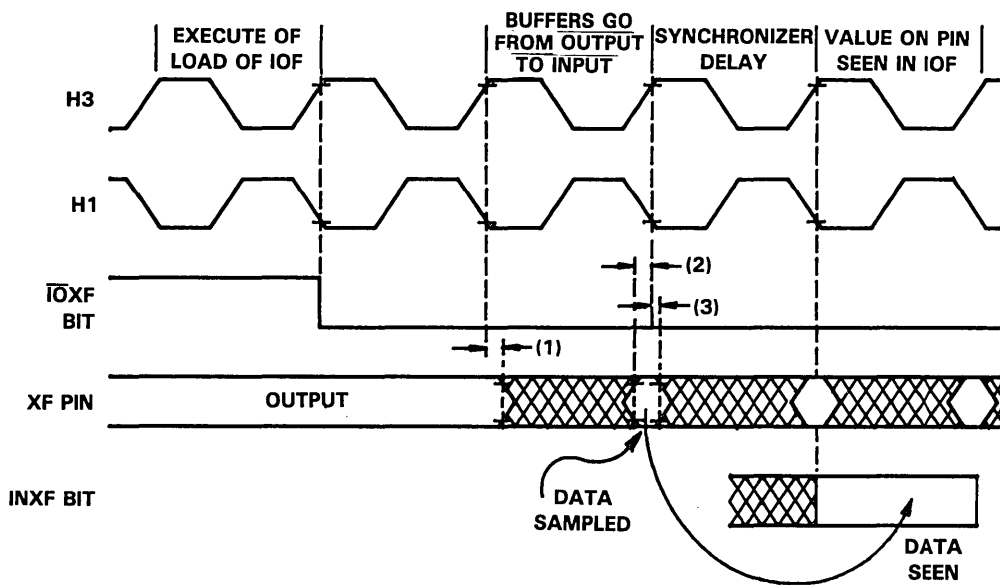 EXECUTE OF
LOAD OF IOF
BUFFERS GO
FROM OUTPUT
TO INPUT
SYNCHRONIZER
DELAY
VALUE ON PIN
SEEN IN IOF
H3
H1
(2)
I̅O̅XF
BIT
(3)
(1)
XF PIN
OUTPUT
INXF BIT
DATA
SAMPLED
DATA
SEEN